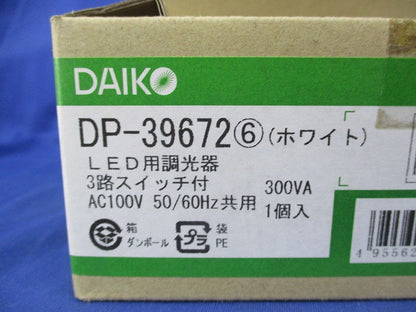 DAIKO
DP-39672⑥(ホワイト)
LED用調光器
3路スイッチ付 300VA
AC100V 50/60Hz共用 1個入
箱 ダンボール プラ 袋 PE
4 95562